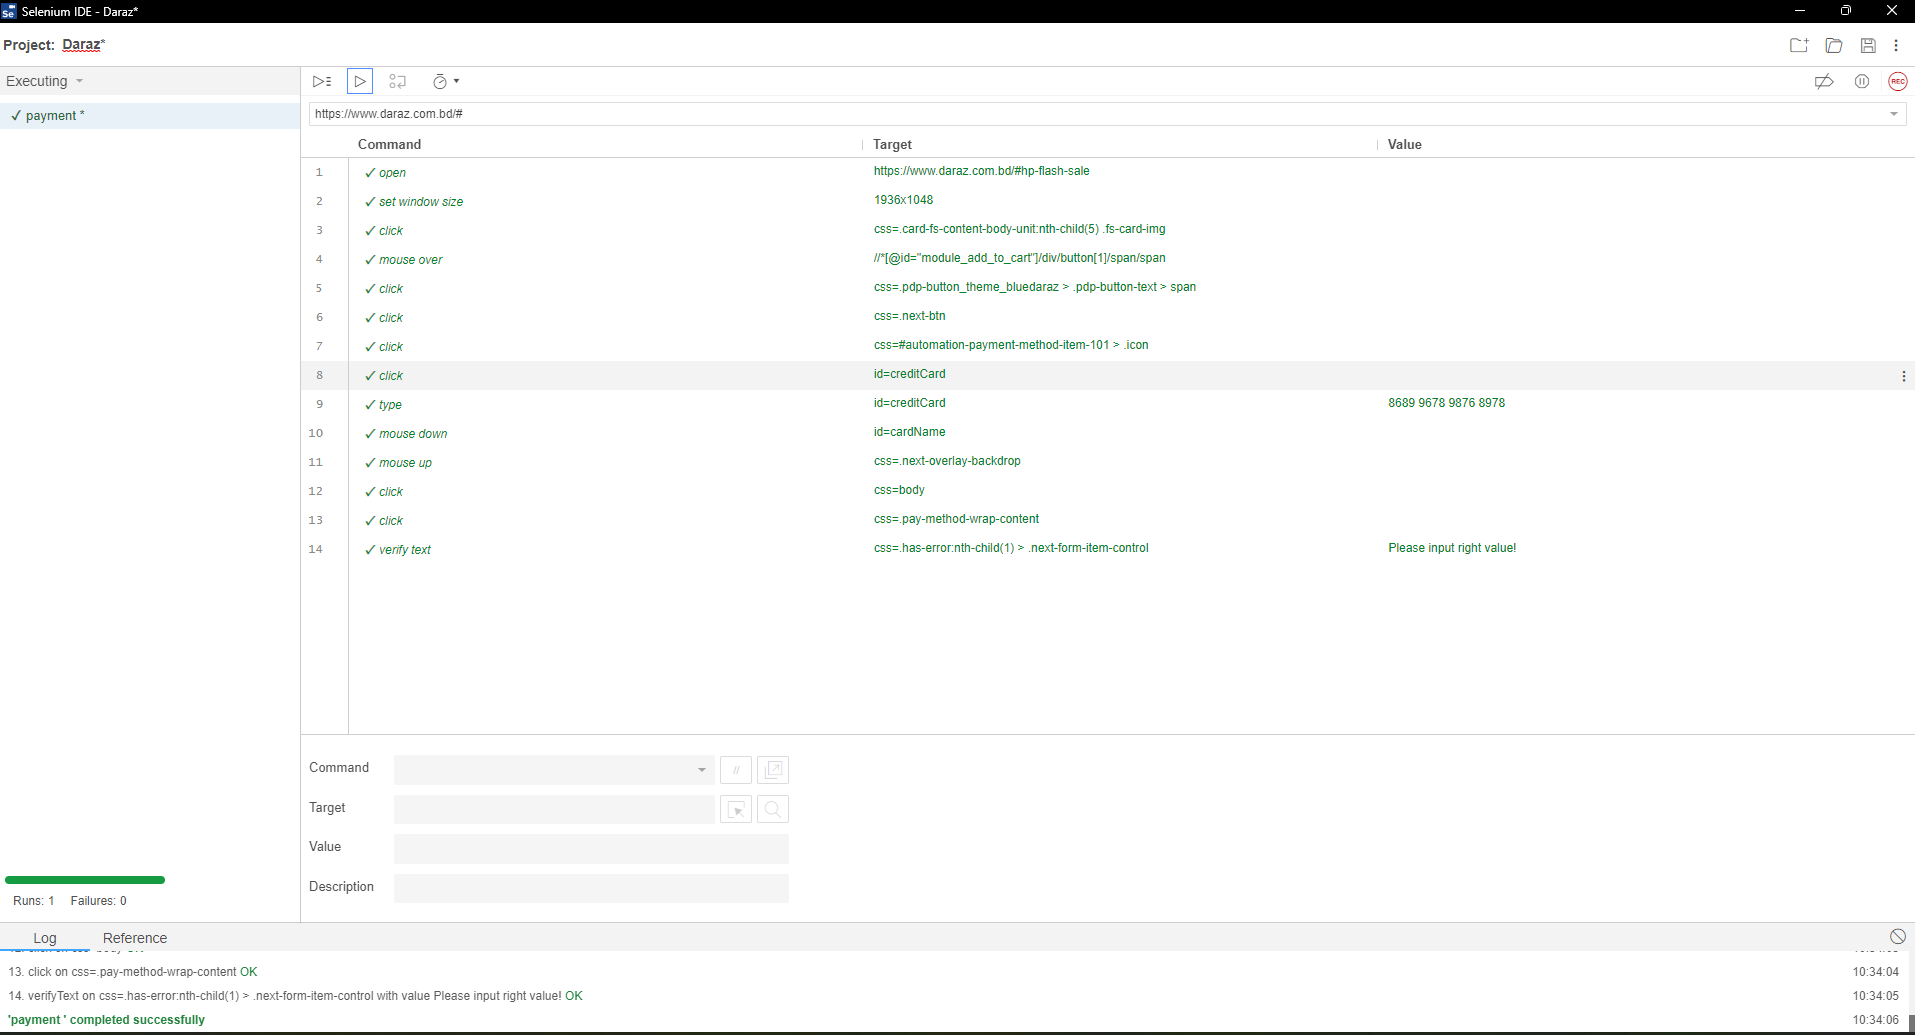 Selenium IDE - Daraz*
Project: Daraz*
Executing
REC
✓ payment *
https://www.daraz.com.bd/#
Command Target Value
1 ✓ open https://www.daraz.com.bd/#hp-flash-sale
2 ✓ set window size 1936x1048
3 ✓ click css=.card-fs-content-body-unit:nth-child(5) .fs-card-img
4 ✓ mouse over //*[@id="module_add_to_cart"]/div/button[1]/span/span
5 ✓ click css=.pdp-button_theme_bluedaraz > .pdp-button-text > span
6 ✓ click css=.next-btn
7 ✓ click css=#automation-payment-method-item-101 > .icon
8 ✓ click id=creditCard
9 ✓ type id=creditCard 8689 9678 9876 8978
10 ✓ mouse down id=cardName
11 ✓ mouse up css=.next-overlay-backdrop
12 ✓ click css=body
13 ✓ click css=.pay-method-wrap-content
14 ✓ verify text css=.has-error:nth-child(1) > .next-form-item-control Please input right value!
Command //
Target
Value
Description
Runs: 1 Failures: 0
Log Reference
13. click on css=.pay-method-wrap-content OK 10:34:04
14. verifyText on css=.has-error:nth-child(1) > .next-form-item-control with value Please input right value! OK 10:34:05
'payment ' completed successfully 10:34:06